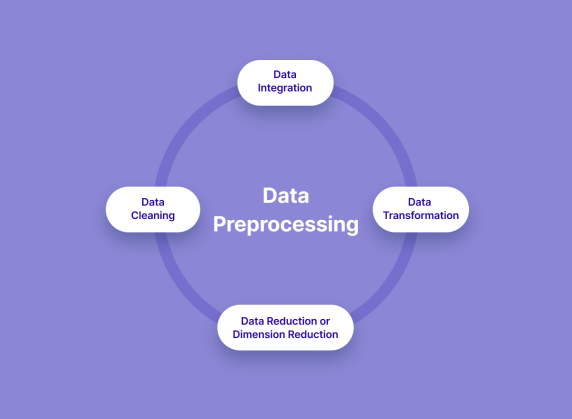 Data
Integration
Data
Cleaning
Data
Preprocessing
Data
Transformation
Data Reduction or
Dimension Reduction